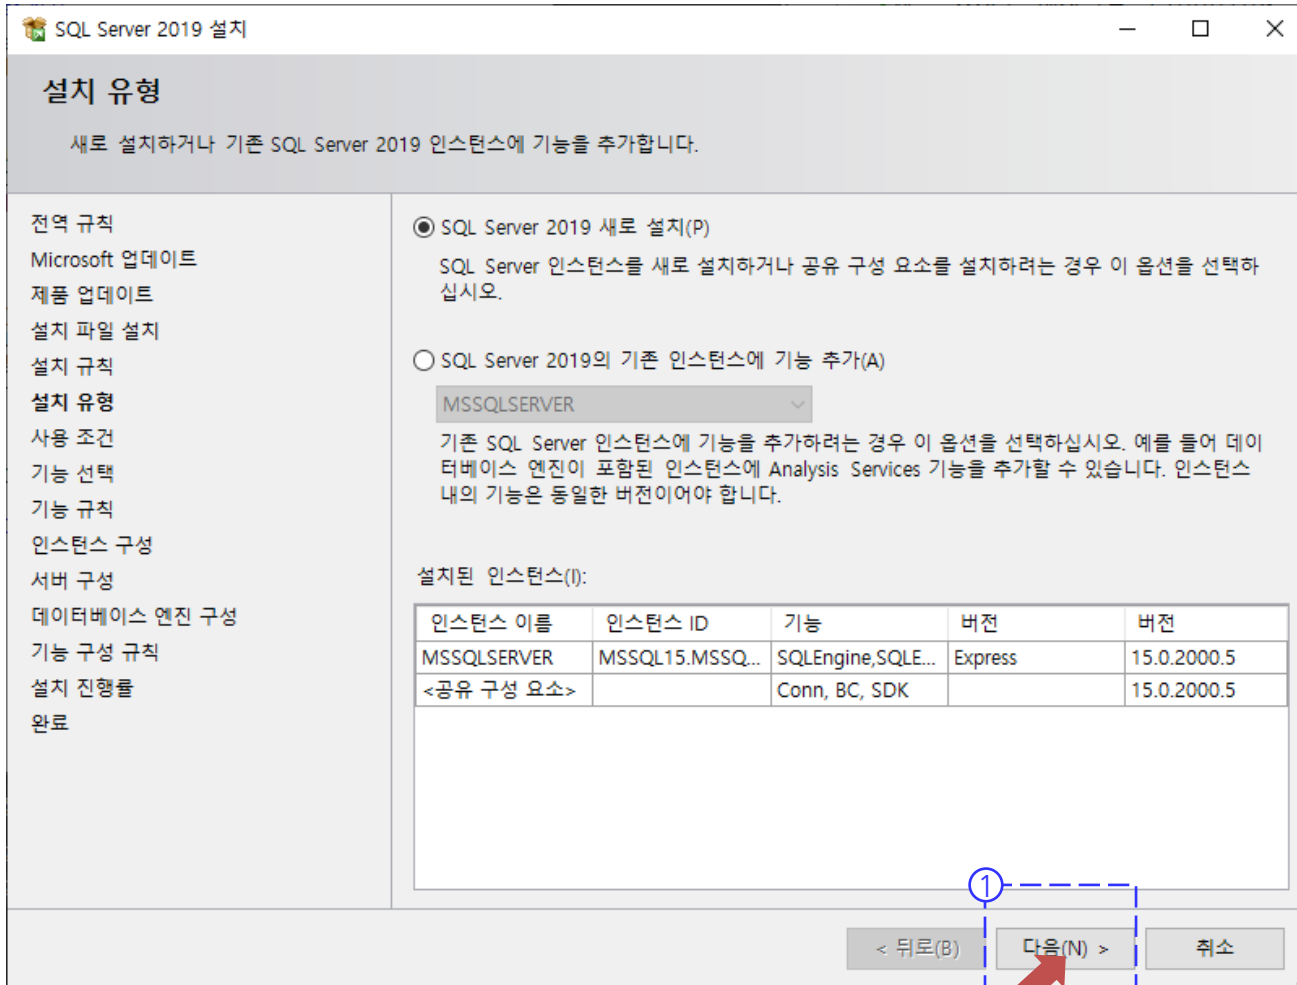 SQL Server 2019 설치
설치 유형
새로 설치하거나 기존 SQL Server 2019 인스턴스에 기능을 추가합니다.
전역 규칙
Microsoft 업데이트
제품 업데이트
설치 파일 설치
설치 규칙
설치 유형
사용 조건
기능 선택
기능 규칙
인스턴스 구성
서버 구성
데이터베이스 엔진 구성
기능 구성 규칙
설치 진행률
완료
SQL Server 2019 새로 설치(P)
SQL Server 인스턴스를 새로 설치하거나 공유 구성 요소를 설치하려는 경우 이 옵션을 선택하
십시오.
SQL Server 2019의 기존 인스턴스에 기능 추가(A)
MSSQLSERVER
기존 SQL Server 인스턴스에 기능을 추가하려는 경우 이 옵션을 선택하십시오. 예를 들어 데이
터베이스 엔진이 포함된 인스턴스에 Analysis Services 기능을 추가할 수 있습니다. 인스턴스
내의 기능은 동일한 버전이어야 합니다.
설치된 인스턴스(I):
인스턴스 이름 인스턴스 ID 기능 버전 버전
MSSQLSERVER MSSQL15.MSSQ... SQLEngine,SQLE... Express 15.0.2000.5
<공유 구성 요소> Conn, BC, SDK 15.0.2000.5
1
< 뒤로(B) 다음(N) > 취소